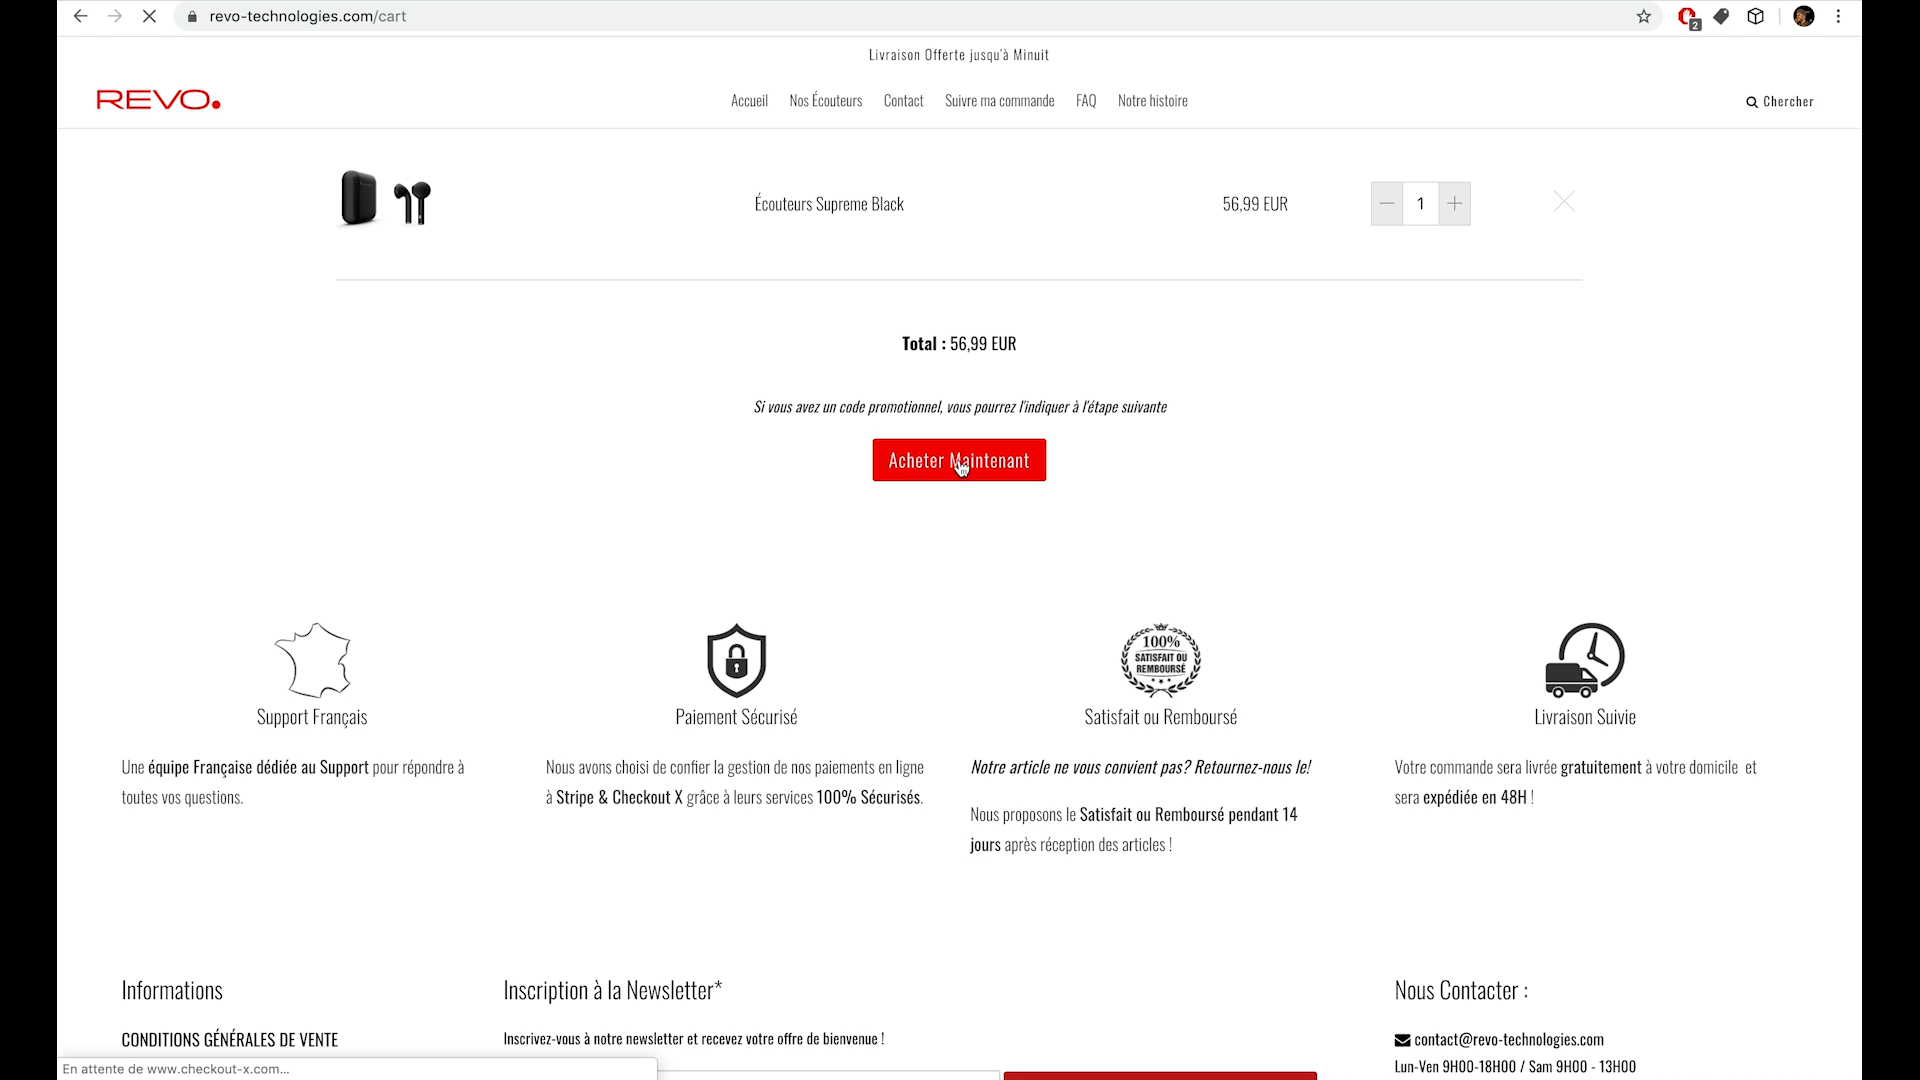 revo-technologies.com/cart
2
Livraison Offerte jusqu'à Minuit
REVO.
Accueil
Nos Écouteurs
Contact
Suivre ma commande
FAQ
Notre histoire
Chercher
Écouteurs Supreme Black
56,99 EUR
1
Total : 56,99 EUR
Si vous avez un code promotionnel, vous pourrez l'indiquer à l'étape suivante
Acheter Maintenant
100%
SATISFAIT OU
REMBOURSÉ
Support Français
Une équipe Française dédiée au Support pour répondre à
toutes vos questions.
Paiement Sécurisé
Nous avons choisi de confier la gestion de nos paiements en ligne
à Stripe & Checkout X grâce à leurs services 100% Sécurisés.
Satisfait ou Remboursé
Notre article ne vous convient pas? Retournez-nous le!
Nous proposons le Satisfait ou Remboursé pendant 14
jours après réception des articles !
Livraison Suivie
Votre commande sera livrée gratuitement à votre domicile et
sera expédiée en 48H !
Informations
CONDITIONS GÉNÉRALES DE VENTE
Inscription à la Newsletter*
Inscrivez-vous à notre newsletter et recevez votre offre de bienvenue !
Nous Contacter :
contact@revo-technologies.com
Lun-Ven 9H00-18H00 / Sam 9H00 - 13H00
En attente de www.checkout-x.com...